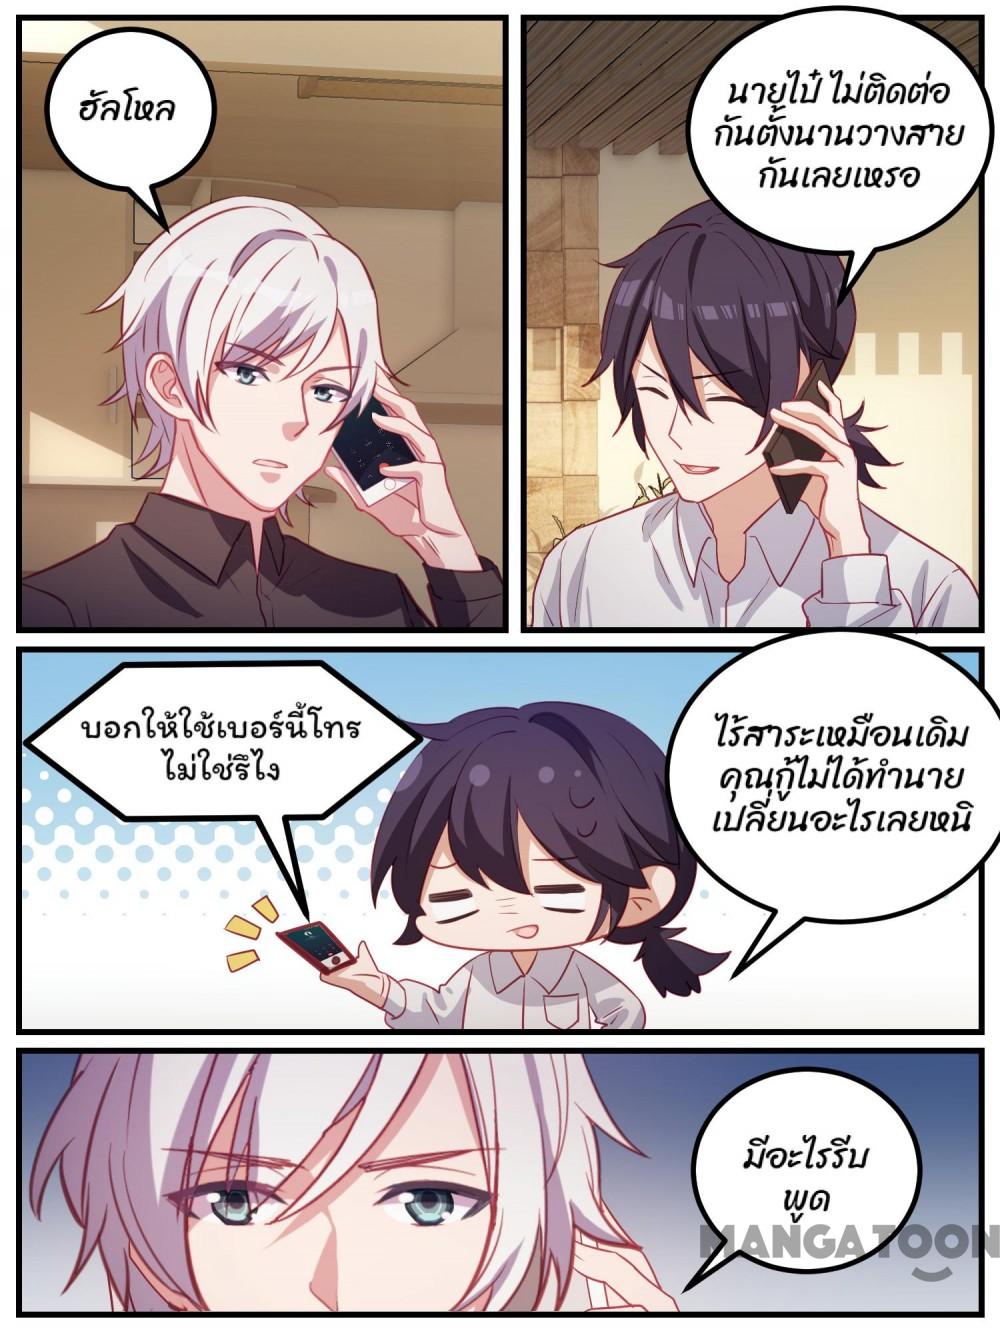 ฮัลโหล
นายไป๋ ไม่ติดต่อ
กันตั้งนานวางสาย
กันเลยเหรอ
บอกให้ใช้เบอร์นี้โทร
ไม่ใช่รึไง
ไร้สาระเหมือนเดิม
คุณกู้ไม่ได้ทำนาย
เปลี่ยนอะไรเลยหนิ
มีอะไรรีบ
พูด
MANGATOON